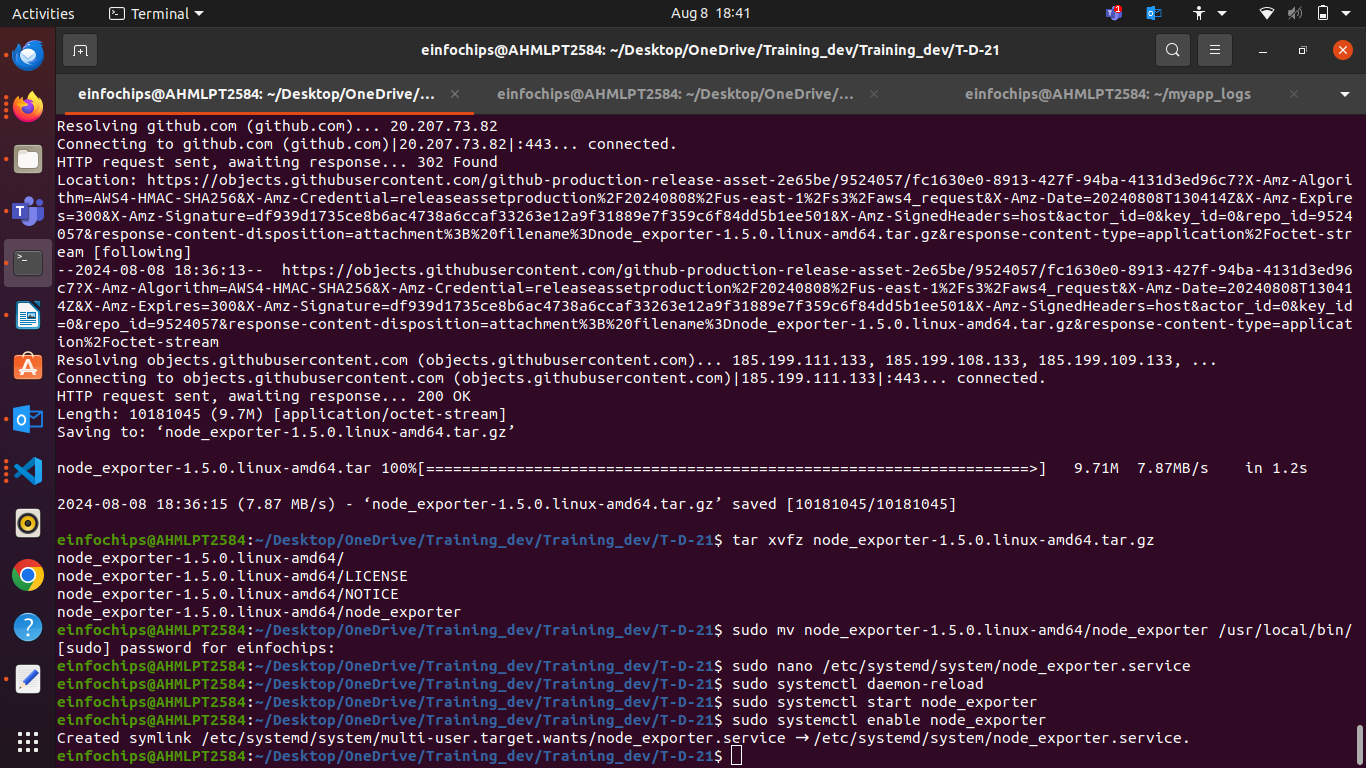 Activities
Terminal
Aug 8 18:41
1
einfochips@AHMLPT2584: ~/Desktop/OneDrive/Training_dev/Training_dev/T-D-21
einfochips@AHMLPT2584: ~/Desktop/OneDrive/...
einfochips@AHMLPT2584: ~/Desktop/OneDrive/...
einfochips@AHMLPT2584: ~/myapp_logs
Resolving github.com (github.com)... 20.207.73.82
Connecting to github.com (github.com)|20.207.73.82|:443... connected.
HTTP request sent, awaiting response... 302 Found
Location: https://objects.githubusercontent.com/github-production-release-asset-2e65be/9524057/fc1630e0-8913-427f-94ba-4131d3ed96c7?X-Amz-Algori
thm=AWS4-HMAC-SHA256&X-Amz-Credential=releaseassetproduction%2F20240808%2Fus-east-1%2Fs3%2Faws4_request&X-Amz-Date=20240808T130414Z&X-Amz-Expire
s=300&X-Amz-Signature=df939d1735ce8b6ac4738a6ccaf33263e12a9f31889e7f359c6f84dd5b1ee501&X-Amz-SignedHeaders=host&actor_id=0&key_id=0&repo_id=9524
057&response-content-disposition=attachment%3B%20filename%3Dnode_exporter-1.5.0.linux-amd64.tar.gz&response-content-type=application%2Foctet-str
eam [following]
--2024-08-08 18:36:13--  https://objects.githubusercontent.com/github-production-release-asset-2e65be/9524057/fc1630e0-8913-427f-94ba-4131d3ed96
c7?X-Amz-Algorithm=AWS4-HMAC-SHA256&X-Amz-Credential=releaseassetproduction%2F20240808%2Fus-east-1%2Fs3%2Faws4_request&X-Amz-Date=20240808T13041
4Z&X-Amz-Expires=300&X-Amz-Signature=df939d1735ce8b6ac4738a6ccaf33263e12a9f31889e7f359c6f84dd5b1ee501&X-Amz-SignedHeaders=host&actor_id=0&key_id
=0&repo_id=9524057&response-content-disposition=attachment%3B%20filename%3Dnode_exporter-1.5.0.linux-amd64.tar.gz&response-content-type=applicat
ion%2Foctet-stream
Resolving objects.githubusercontent.com (objects.githubusercontent.com)... 185.199.111.133, 185.199.108.133, 185.199.109.133, ...
Connecting to objects.githubusercontent.com (objects.githubusercontent.com)|185.199.111.133|:443... connected.
HTTP request sent, awaiting response... 200 OK
Length: 10181045 (9.7M) [application/octet-stream]
Saving to: ‘node_exporter-1.5.0.linux-amd64.tar.gz’
node_exporter-1.5.0.linux-amd64.tar 100%[===================================================================>]   9.71M  7.87MB/s    in 1.2s
2024-08-08 18:36:15 (7.87 MB/s) - ‘node_exporter-1.5.0.linux-amd64.tar.gz’ saved [10181045/10181045]
einfochips@AHMLPT2584:~/Desktop/OneDrive/Training_dev/Training_dev/T-D-21$ tar xvfz node_exporter-1.5.0.linux-amd64.tar.gz
node_exporter-1.5.0.linux-amd64/
node_exporter-1.5.0.linux-amd64/LICENSE
node_exporter-1.5.0.linux-amd64/NOTICE
node_exporter-1.5.0.linux-amd64/node_exporter
einfochips@AHMLPT2584:~/Desktop/OneDrive/Training_dev/Training_dev/T-D-21$ sudo mv node_exporter-1.5.0.linux-amd64/node_exporter /usr/local/bin/
[sudo] password for einfochips:
einfochips@AHMLPT2584:~/Desktop/OneDrive/Training_dev/Training_dev/T-D-21$ sudo nano /etc/systemd/system/node_exporter.service
einfochips@AHMLPT2584:~/Desktop/OneDrive/Training_dev/Training_dev/T-D-21$ sudo systemctl daemon-reload
einfochips@AHMLPT2584:~/Desktop/OneDrive/Training_dev/Training_dev/T-D-21$ sudo systemctl start node_exporter
einfochips@AHMLPT2584:~/Desktop/OneDrive/Training_dev/Training_dev/T-D-21$ sudo systemctl enable node_exporter
Created symlink /etc/systemd/system/multi-user.target.wants/node_exporter.service → /etc/systemd/system/node_exporter.service.
einfochips@AHMLPT2584:~/Desktop/OneDrive/Training_dev/Training_dev/T-D-21$